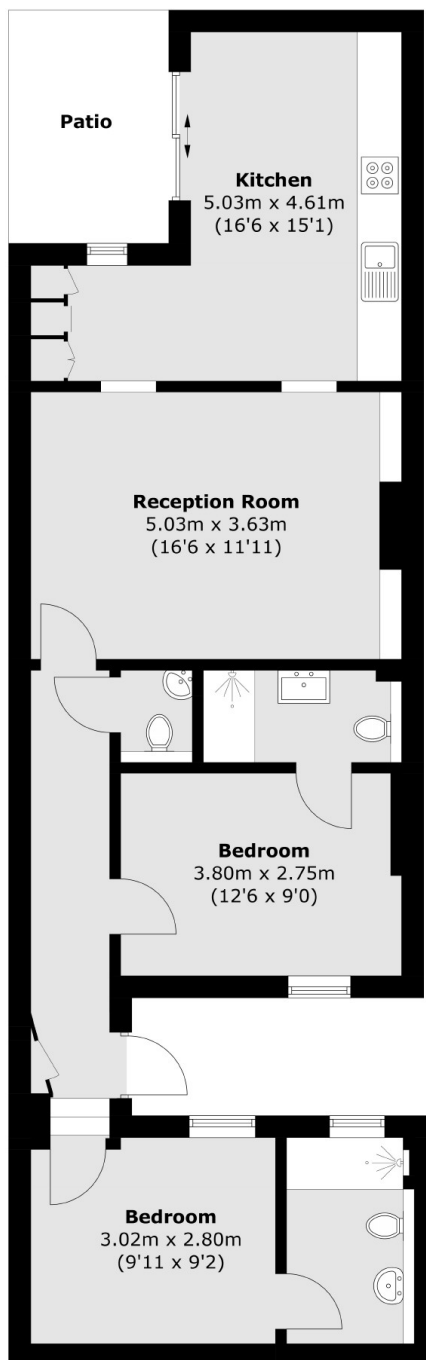 Patio
Kitchen
5.03m x 4.61m
(16'6 x 15'1)
Reception Room
5.03m x 3.63m
(16'6 x 11'11)
Bedroom
3.80m x 2.75m
(12'6 x 9'0)
Bedroom
3.02m x 2.80m
(9'11 x 9'2)